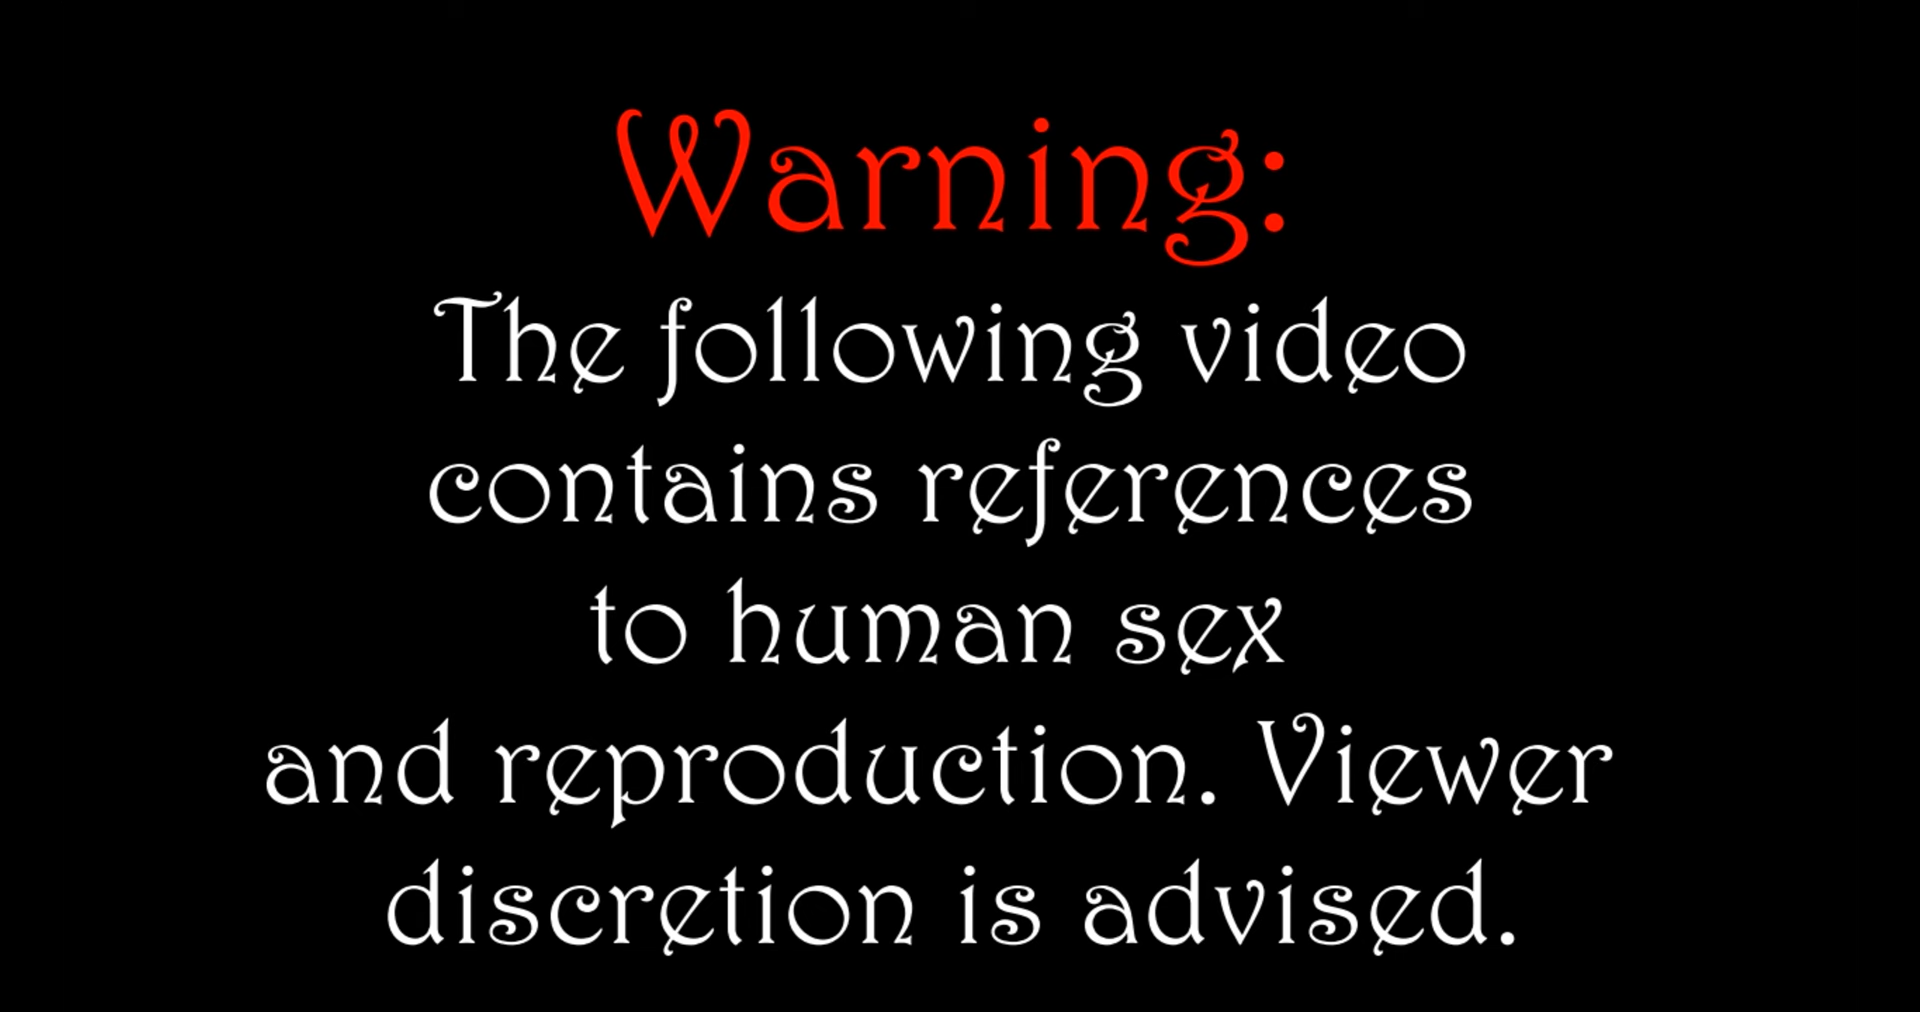 Warning:
The following video
contains references
to human sex
and reproduction. Viewer
discretion is advised.